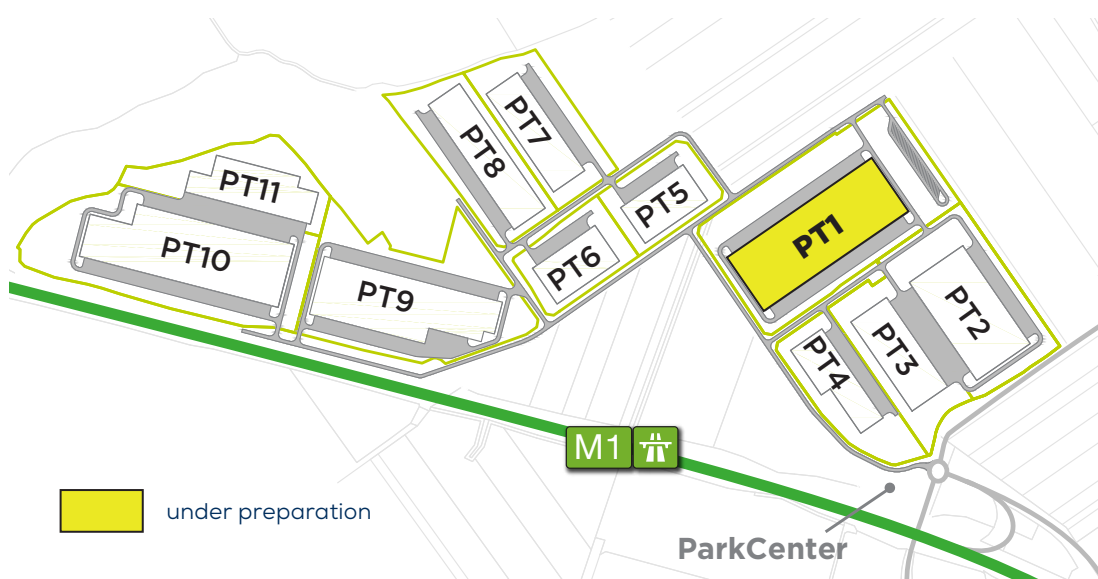 PT7
PT8
PT11
PT5
PT1
PT10
PT6
PT9
PT2
PT3
PT4
M1
under preparation
ParkCenter